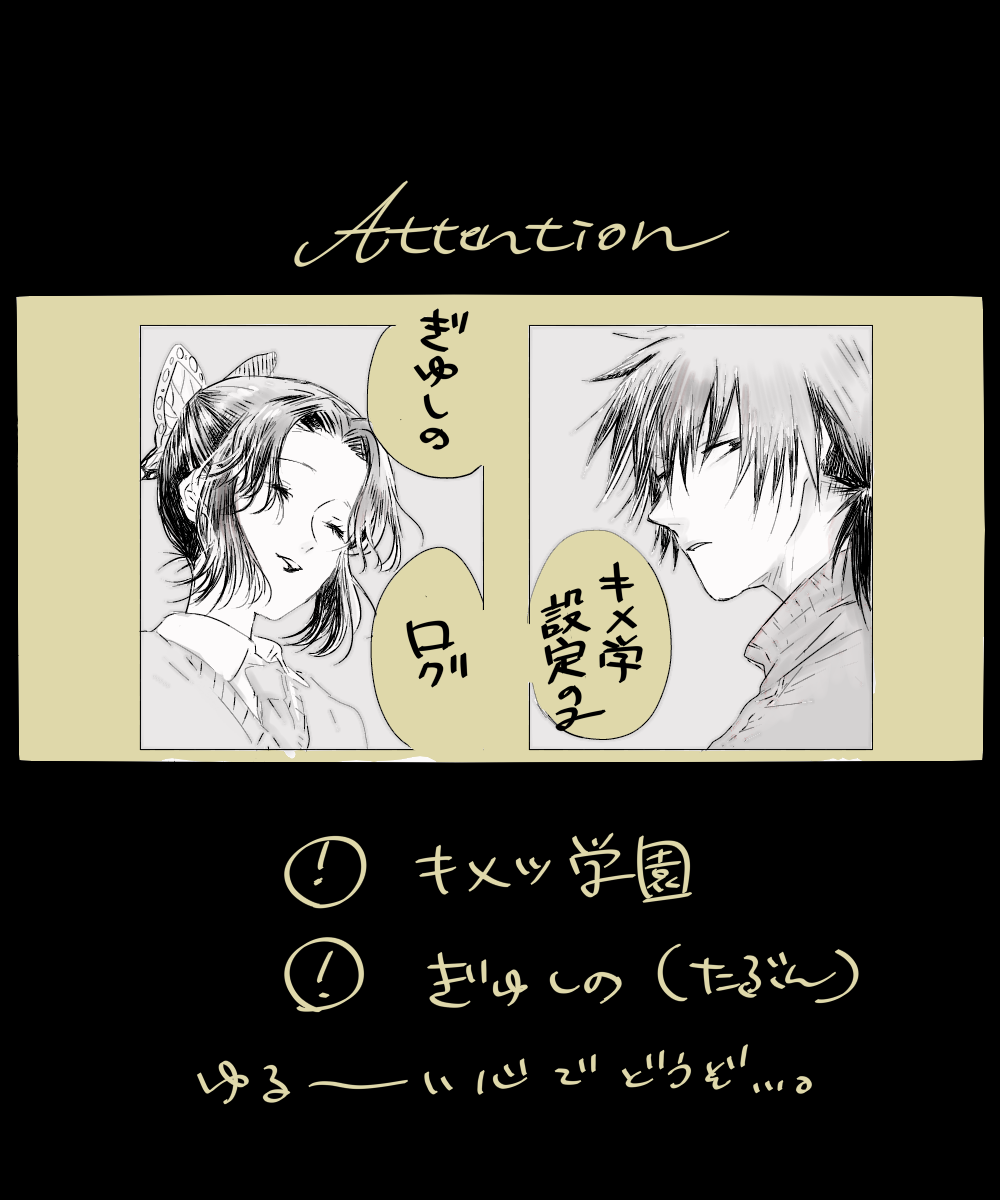 Attention
キメ学
設定の
ぎゆしの
ログ
! キメツ学園
! ぎゆしの(たぶん)
ゆる〜い心でどうぞ…。